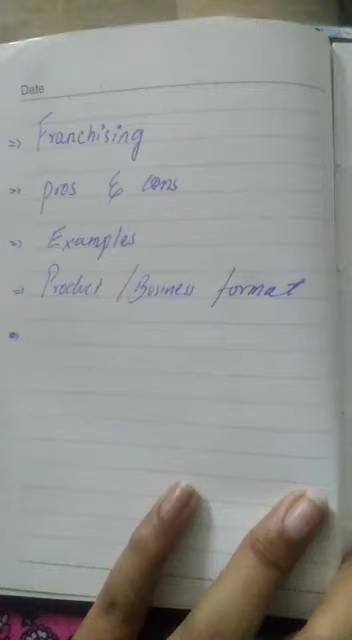 Date
=> Franchising
=> pros & cons
=> Examples
=> Product / Business format